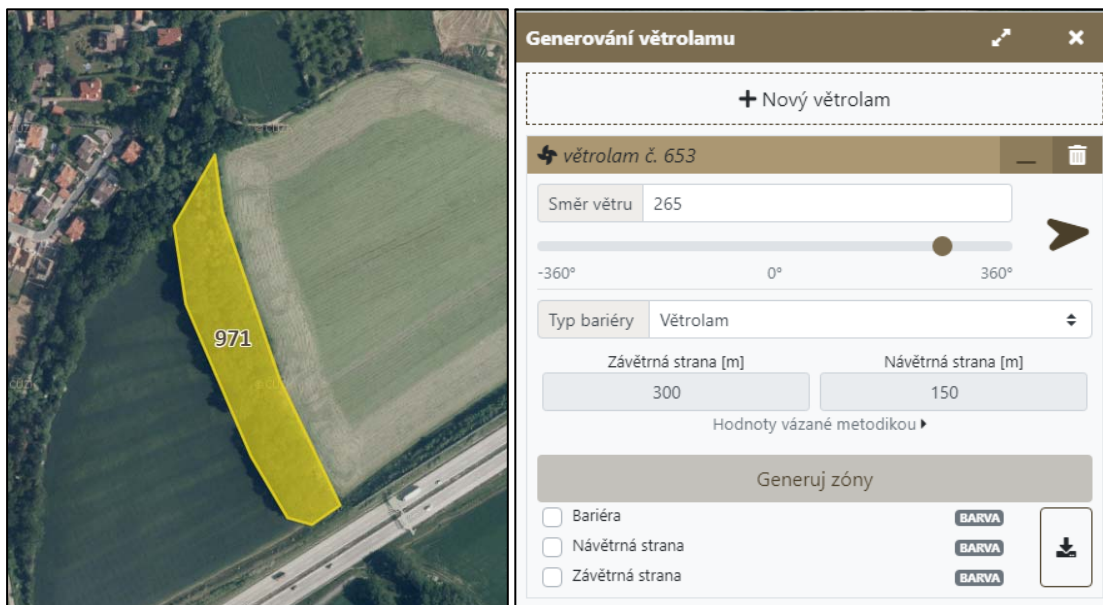 971
Generování větrolamu
+ Nový větrolam
větrolam č. 653
Směr větru 265
-360° 0° 360°
Typ bariéry Větrolam
Závětrná strana [m] Návětrná strana [m]
300 150
Hodnoty vázané metodikou
Generuj zóny
Bariéra BARVA
Návětrná strana BARVA
Závětrná strana BARVA